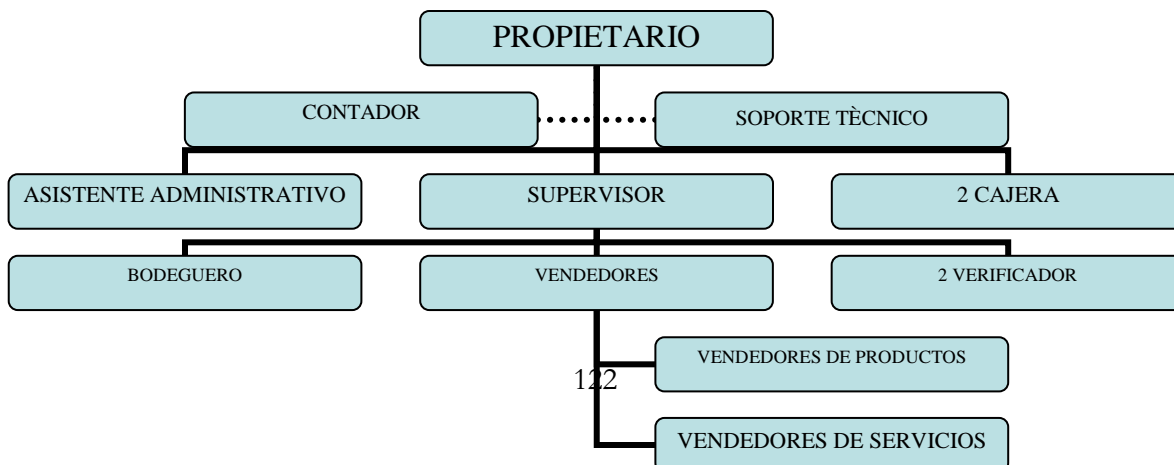 PROPIETARIO
CONTADOR
SOPORTE TÈCNICO
ASISTENTE ADMINISTRATIVO
SUPERVISOR
2 CAJERA
BODEGUERO
VENDEDORES
2 VERIFICADOR
VENDEDORES DE PRODUCTOS
122
VENDEDORES DE SERVICIOS